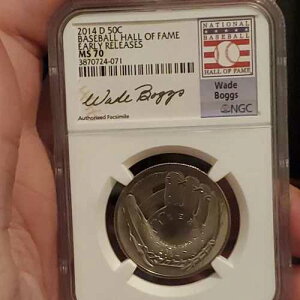 2014 D 50C
BASEBALL HALL OF FAME
EARLY RELEASES
MS 70
3870724-071
Wade Boggs
Authorized Facsimile
NATIONAL
BASEBALL
HALL OF FAME
Wade
Boggs
NGC